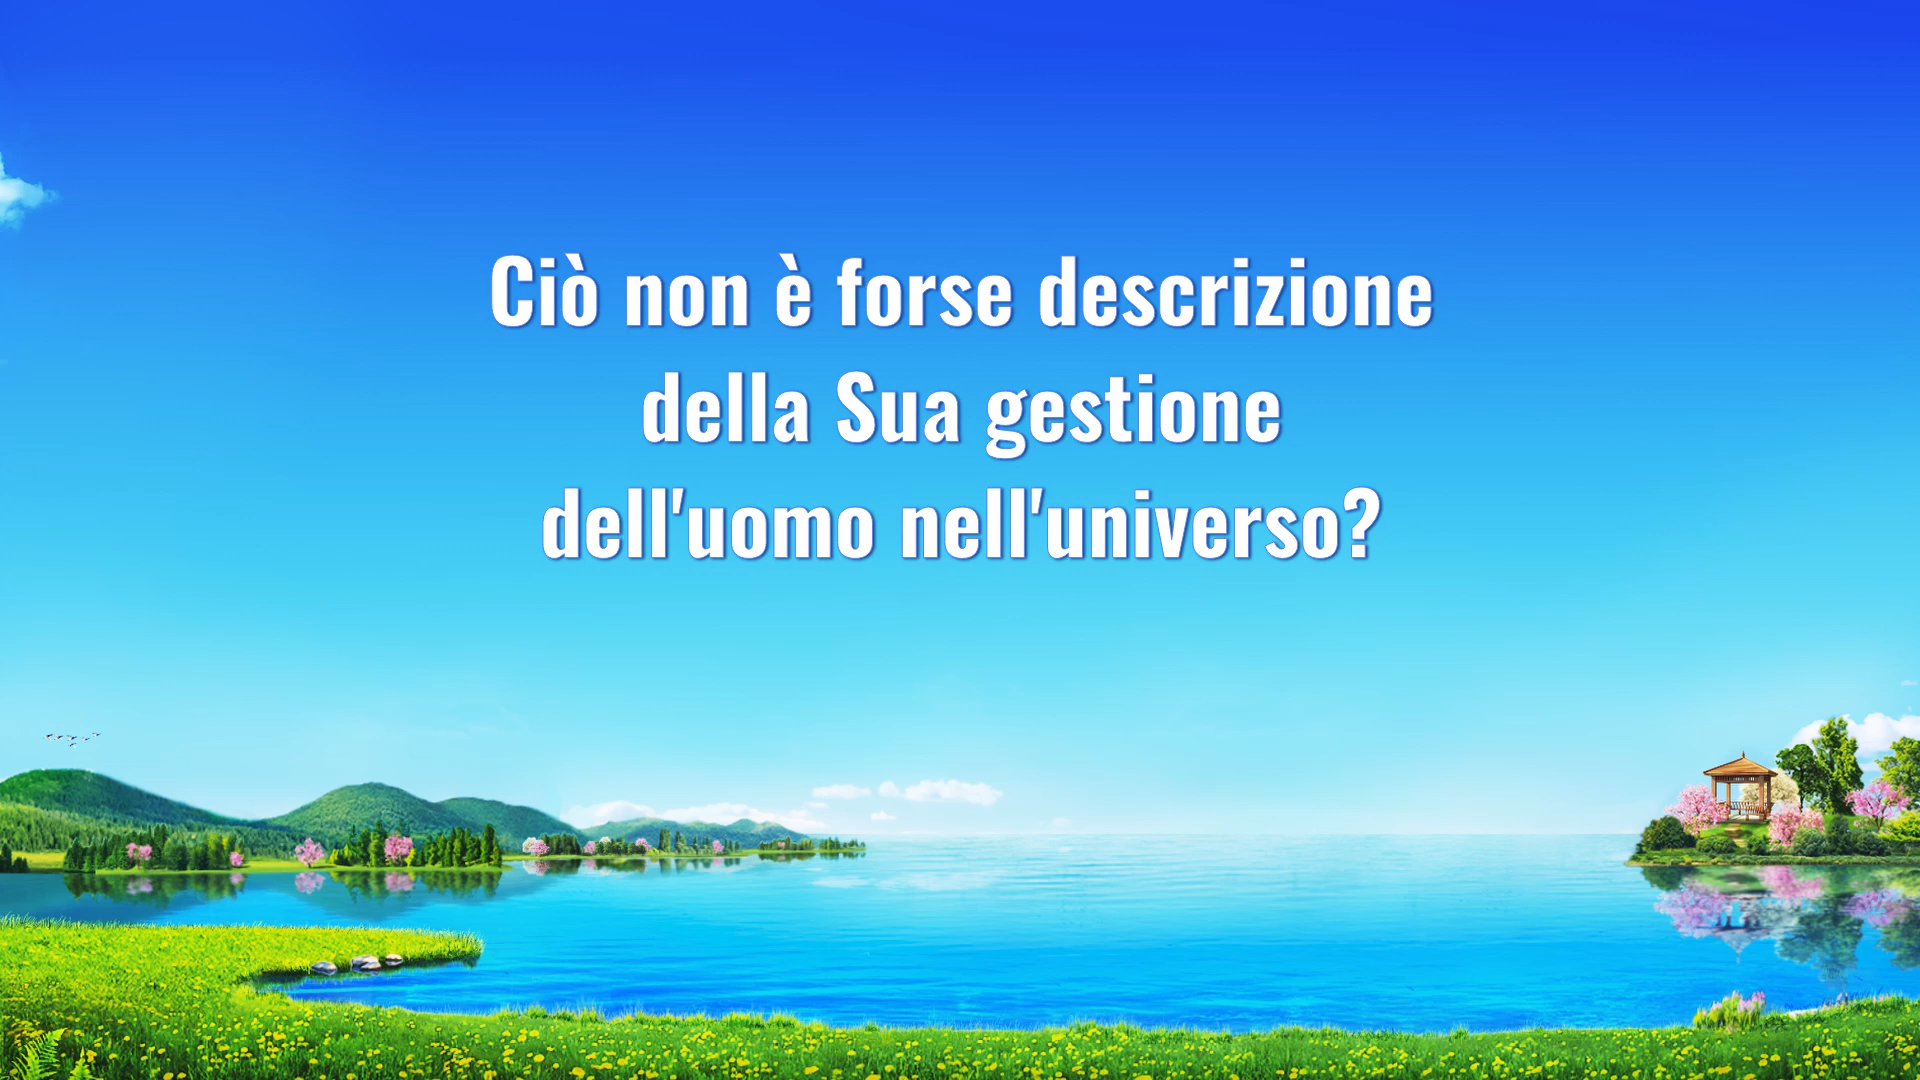 Ciò non è forse descrizione
della Sua gestione
dell'uomo nell'universo?